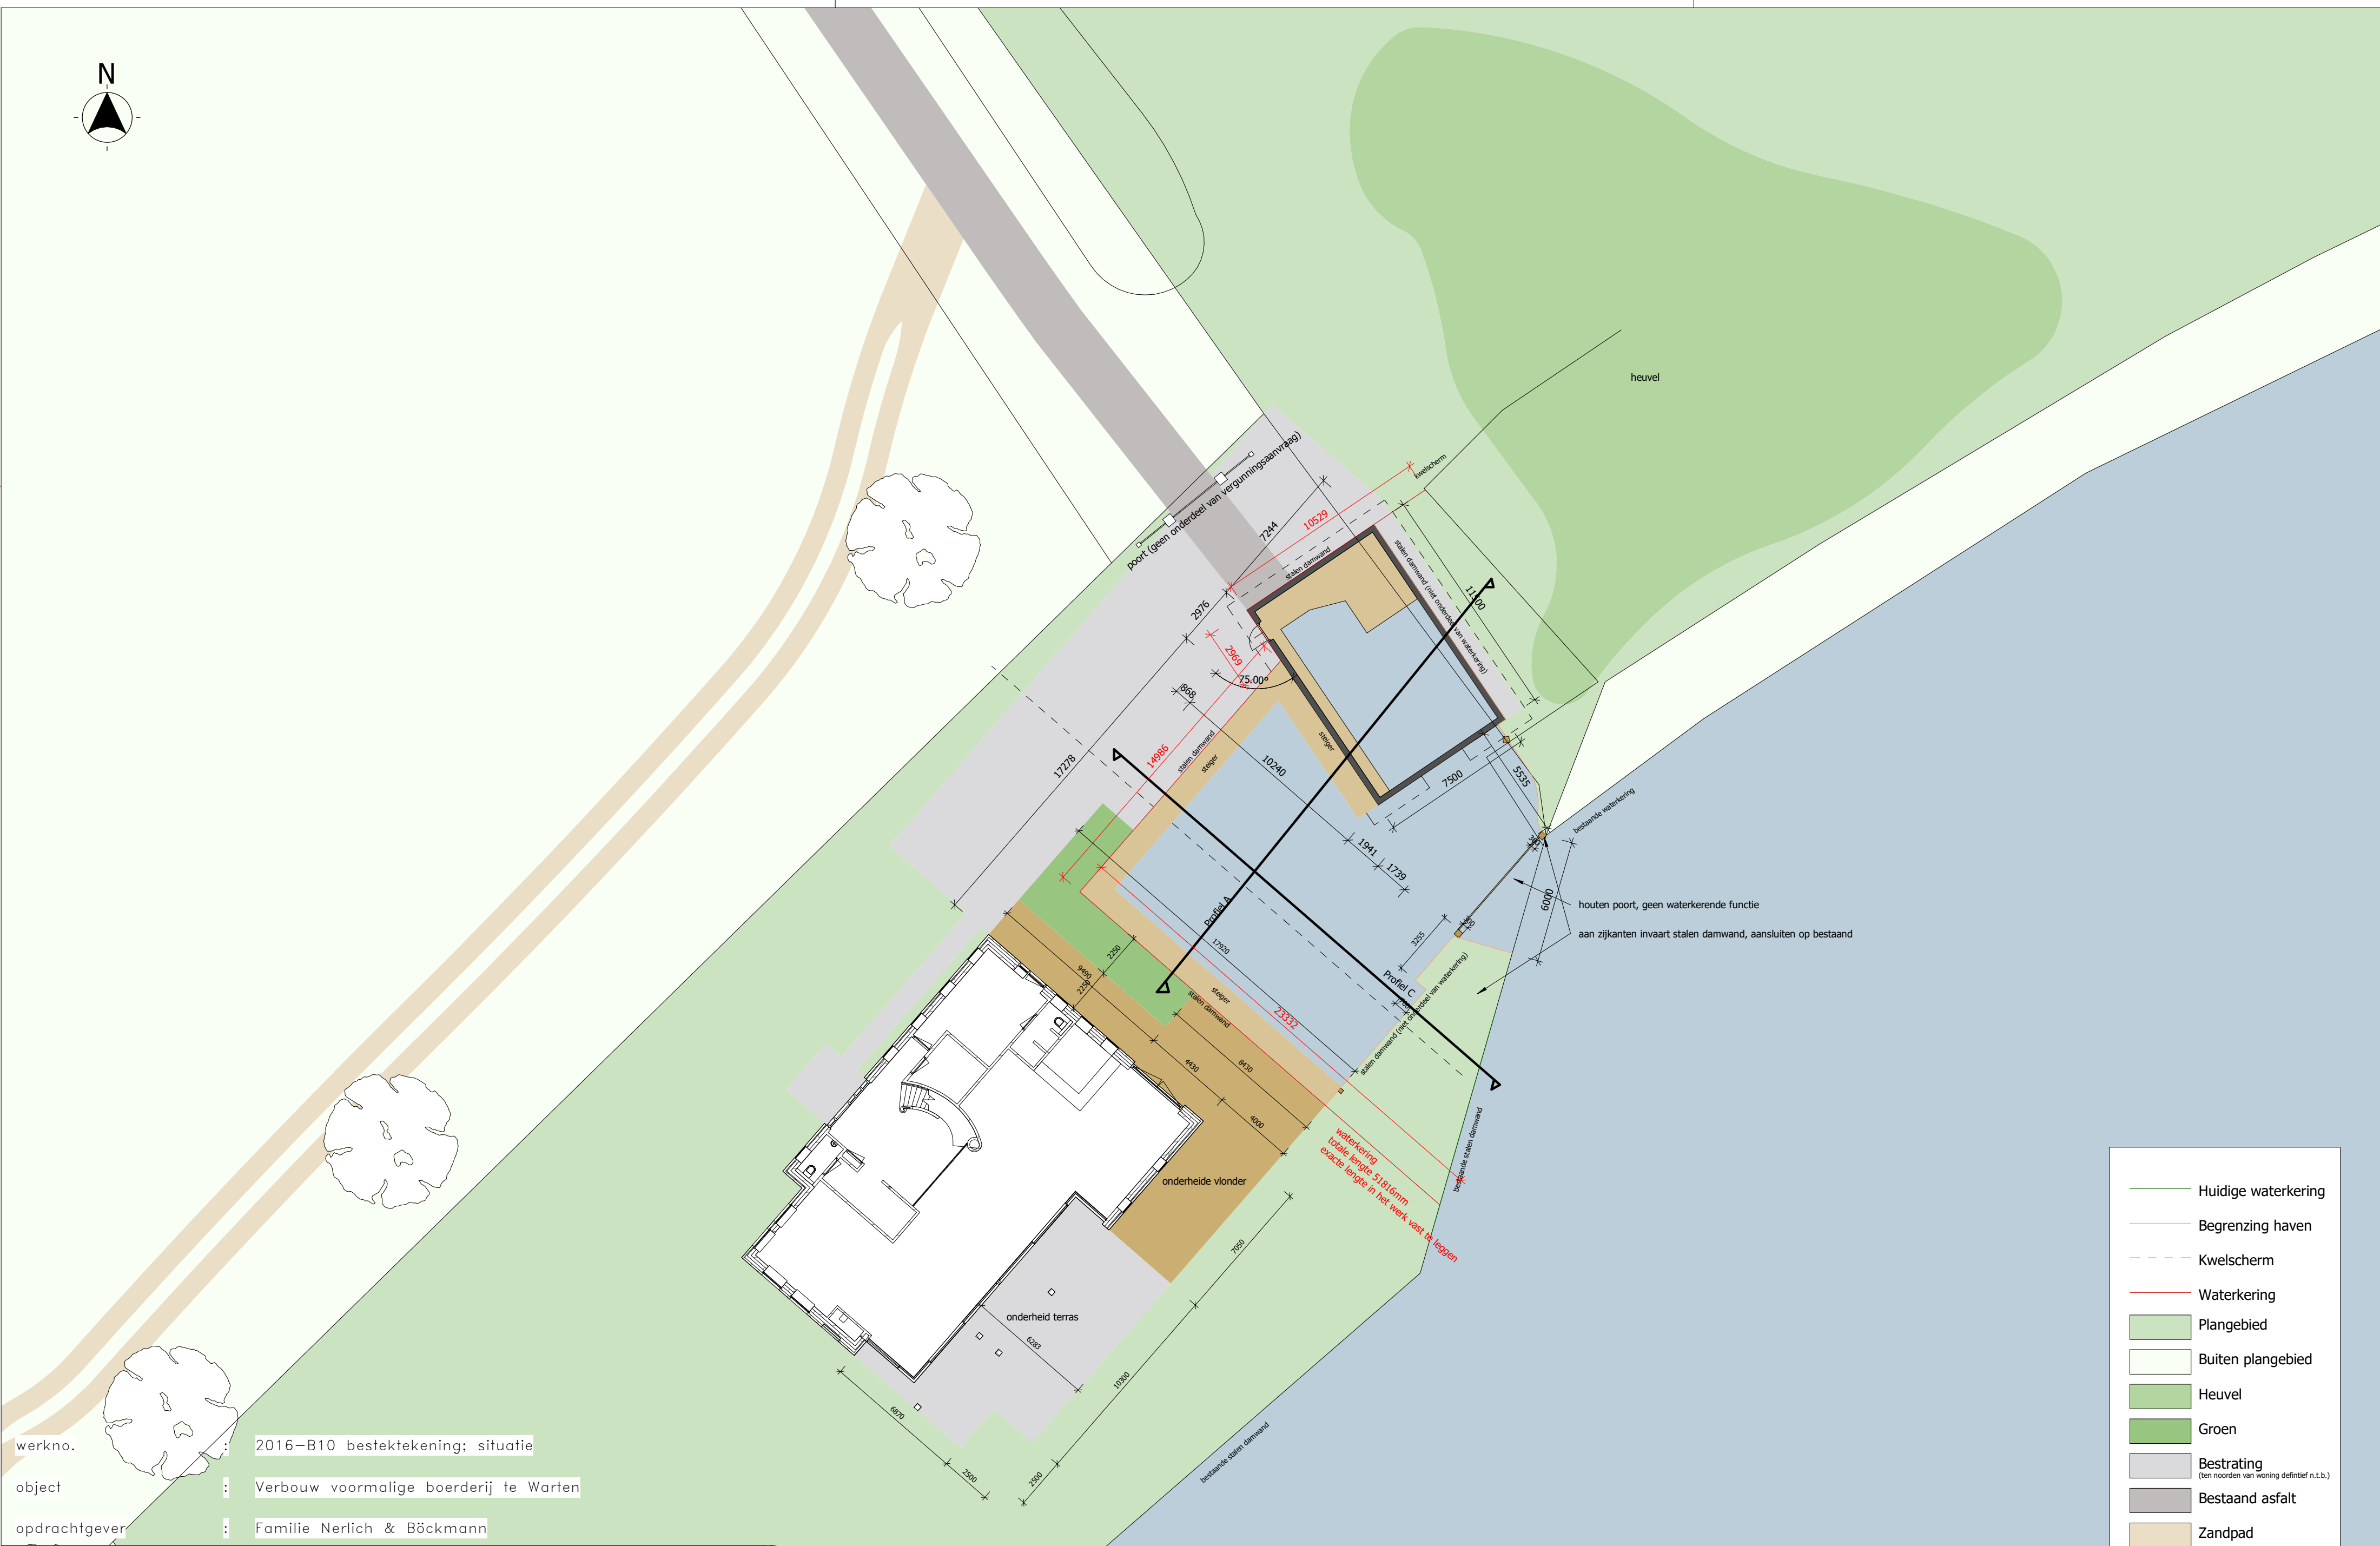 N
heuvel
kwelscherm
poort (geen onderdeel van vergunningsaanvraag)
7244
10529
stalen damwand
stalen damwand (niet onderdeel van waterkering)
11500
2976
2969
75.00°
868
17278
14986
stalen damwand
steiger
steiger
10240
7500
5535
1941
1739
bestaande waterkering
6000
houten poort, geen waterkerende functie
aan zijkanten invaart stalen damwand, aansluiten op bestaand
300
3255
Profiel A
Profiel C
17920
2250
2250
9490
steiger
stalen damwand
23332
stalen damwand (niet onderdeel van waterkering)
8430
4430
4000
bestaande stalen damwand
waterkering
totale lengte 51816mm
exacte lengte in het werk vast te leggen
onderheide vlonder
7050
onderheid terras
6283
10300
6870
2500
2500
bestaande stalen damwand
werkno. : 2016-B10 bestektekening; situatie
object : Verbouw voormalige boerderij te Warten
opdrachtgever : Familie Nerlich & Böckmann
Huidige waterkering
Begrenzing haven
Kwelscherm
Waterkering
Plangebied
Buiten plangebied
Heuvel
Groen
Bestrating
(ten noorden van woning defintief n.t.b.)
Bestaand asfalt
Zandpad